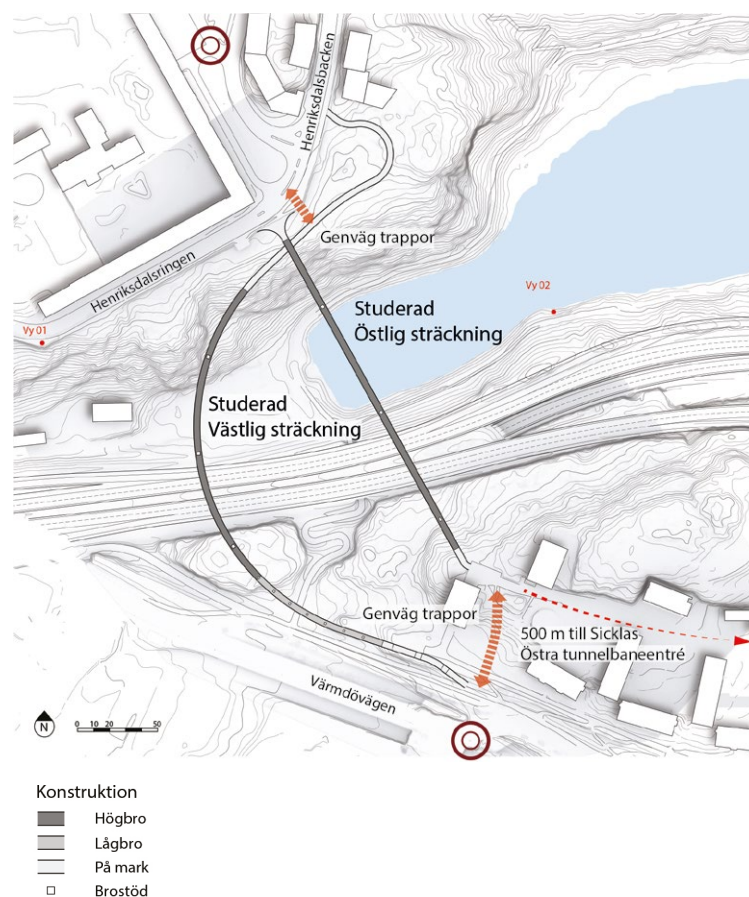 Henriksdalsbacken
Genväg trappor
Henriksdalsringen
Vy 01
Vy 02
Studerad
Östlig sträckning
Studerad
Västlig sträckning
Genväg trappor
500 m till Sicklas
Östra tunnelbaneentré
Värmdövägen
N
0 10 20 50
Konstruktion
Högbro
Lågbro
På mark
Brostöd